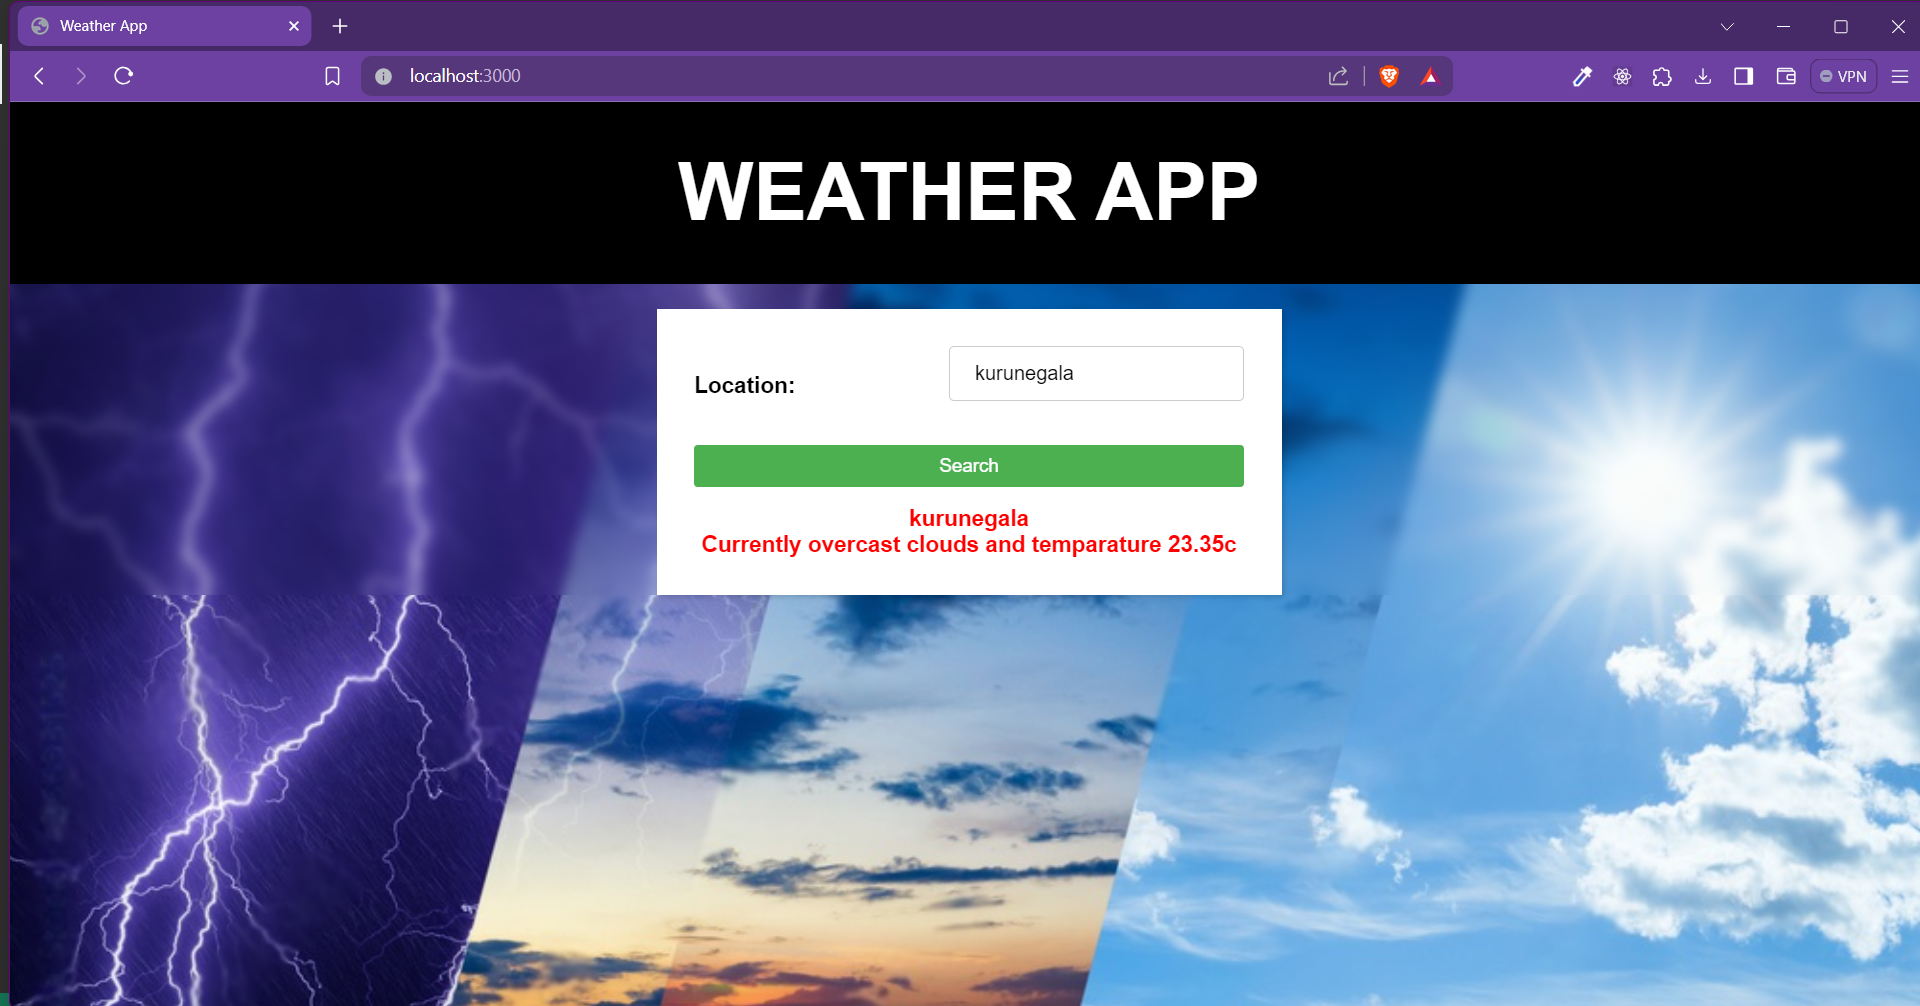 Weather App
localhost:3000
VPN
WEATHER APP
Location:
kurunegala
Search
kurunegala
Currently overcast clouds and temparature 23.35c